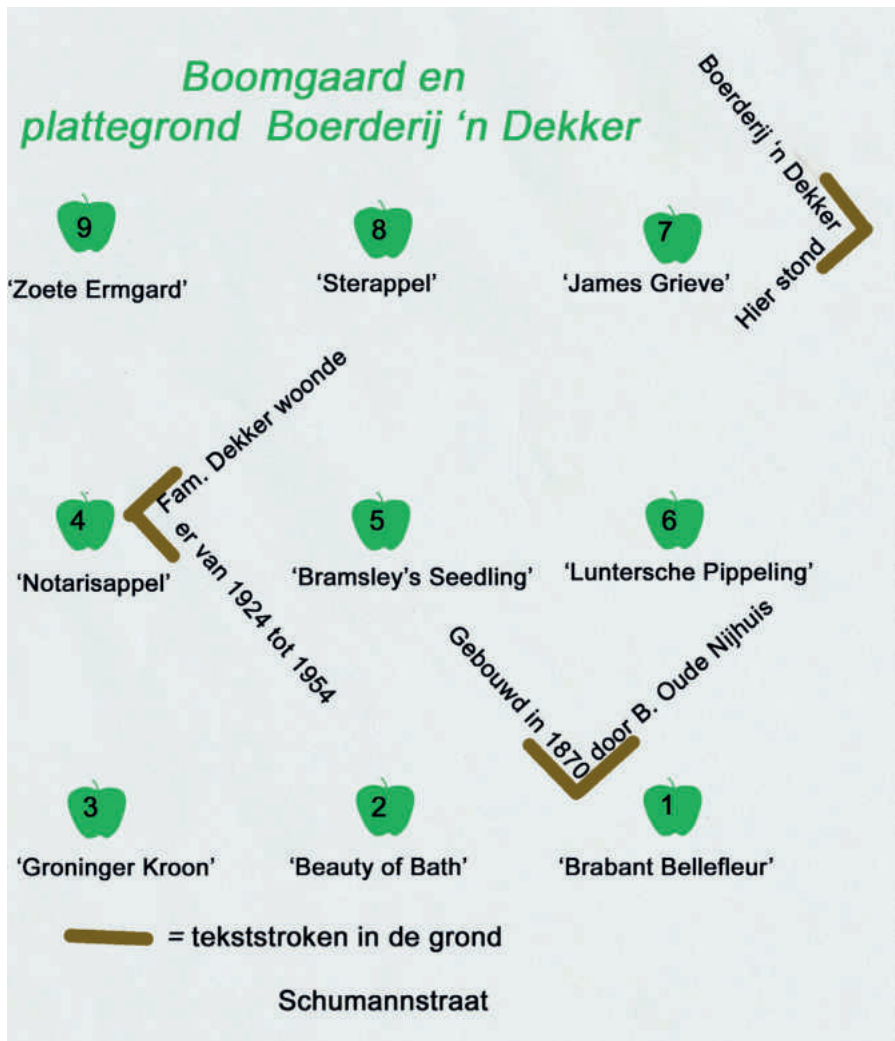 Boomgaard en
plattegrond Boerderij ‘n Dekker
Boerderij ‘n Dekker
Hier stond
9
‘Zoete Ermgard’
8
‘Sterappel’
7
‘James Grieve’
Fam. Dekker woonde
er van 1924 tot 1954
4
‘Notarisappel’
5
‘Bramsley’s Seedling’
6
‘Luntersche Pippeling’
Gebouwd in 1870
door B. Oude Nijhuis
3
‘Groninger Kroon’
2
‘Beauty of Bath’
1
‘Brabant Bellefleur’
= tekststroken in de grond
Schumannstraat